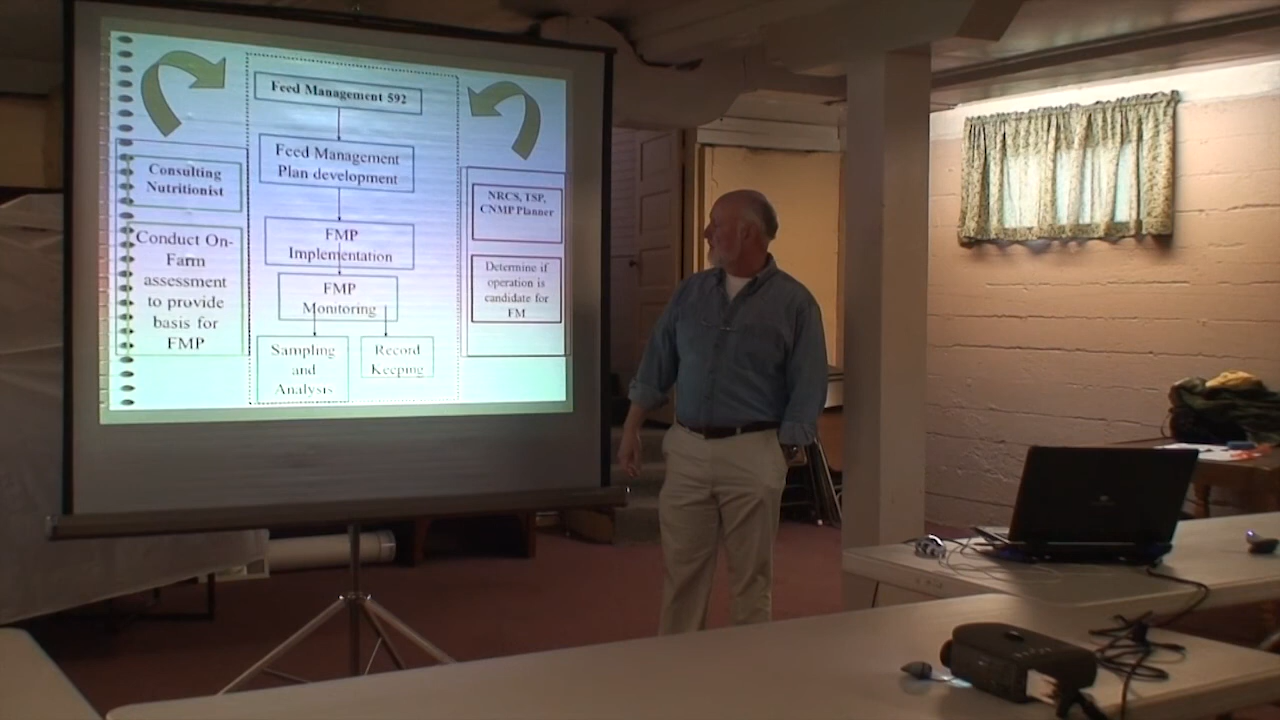 Feed Management 592
Feed Management
Plan development
FMP
Implementation
FMP
Monitoring
Sampling
and
Analysis
Record
Keeping
Consulting
Nutritionist
Conduct On-
Farm
assessment
to provide
basis for
FMP
NRCS, TSP,
CNMP Planner
Determine if
operation is
candidate for
FM